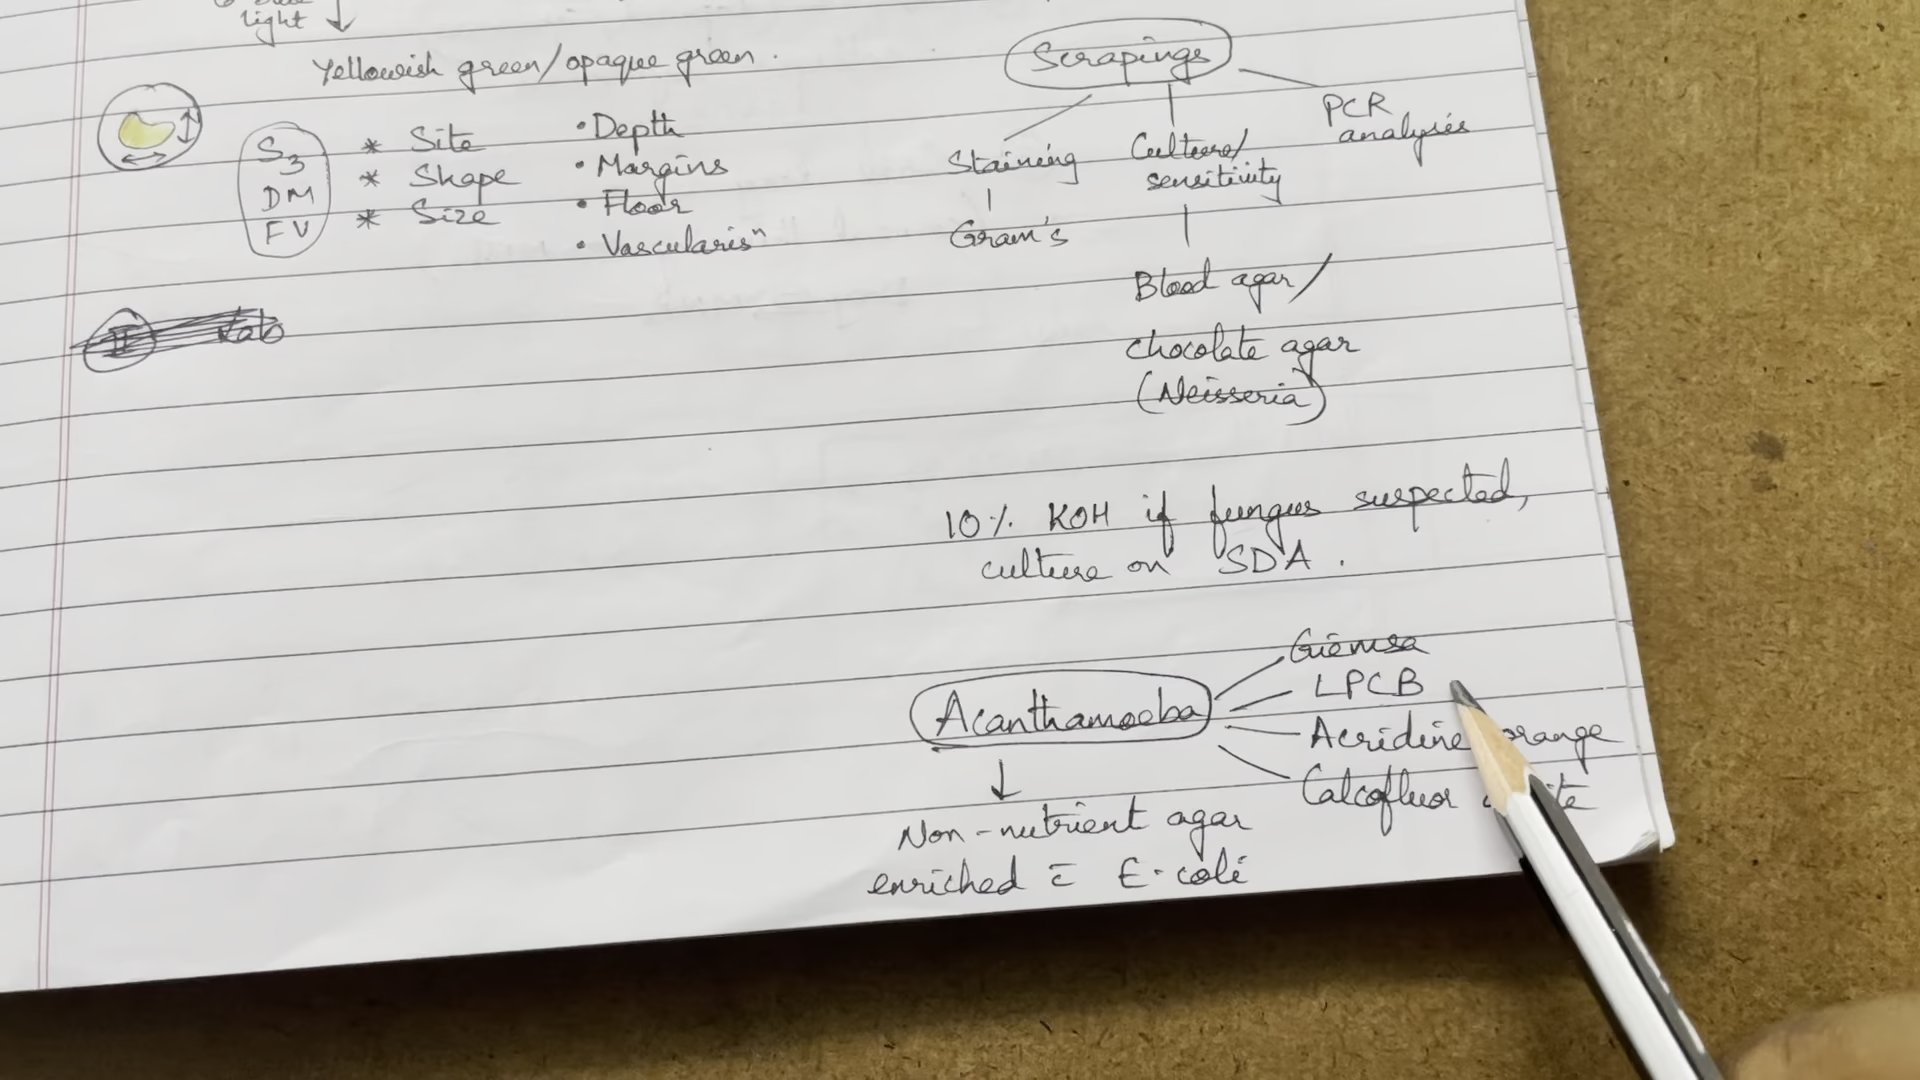 light ↓
Yellowish green/opaque green.
S3
DM
FV
* Site
* Shape
* Size
• Depth
• Margins
• Floor
• Vascularisⁿ
Scrapings
Staining
Gram's
Culture/
sensitivity
PCR
analysis
Blood agar/
chocolate agar
(Neisseria)
10% KOH if fungus suspected,
culture on SDA.
Acanthamoeba
Giemsa
LPCB
Acridine orange
Calcofluor
↓
Non-nutrient agar
enriched c̄ E. coli